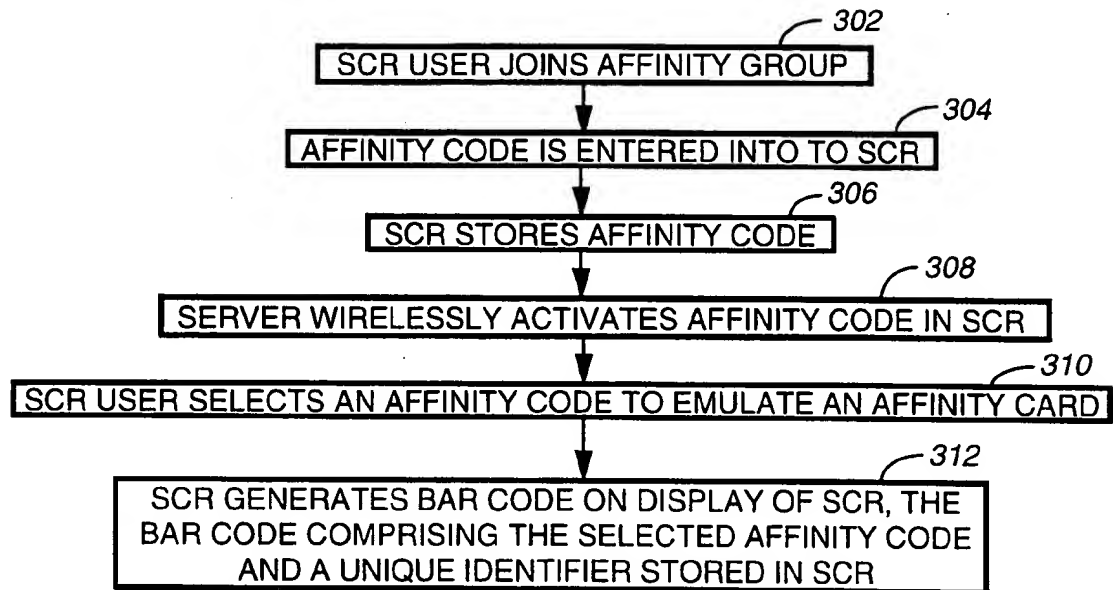 302
SCR USER JOINS AFFINITY GROUP
304
AFFINITY CODE IS ENTERED INTO TO SCR
306
SCR STORES AFFINITY CODE
308
SERVER WIRELESSLY ACTIVATES AFFINITY CODE IN SCR
310
SCR USER SELECTS AN AFFINITY CODE TO EMULATE AN AFFINITY CARD
312
SCR GENERATES BAR CODE ON DISPLAY OF SCR, THE
BAR CODE COMPRISING THE SELECTED AFFINITY CODE
AND A UNIQUE IDENTIFIER STORED IN SCR